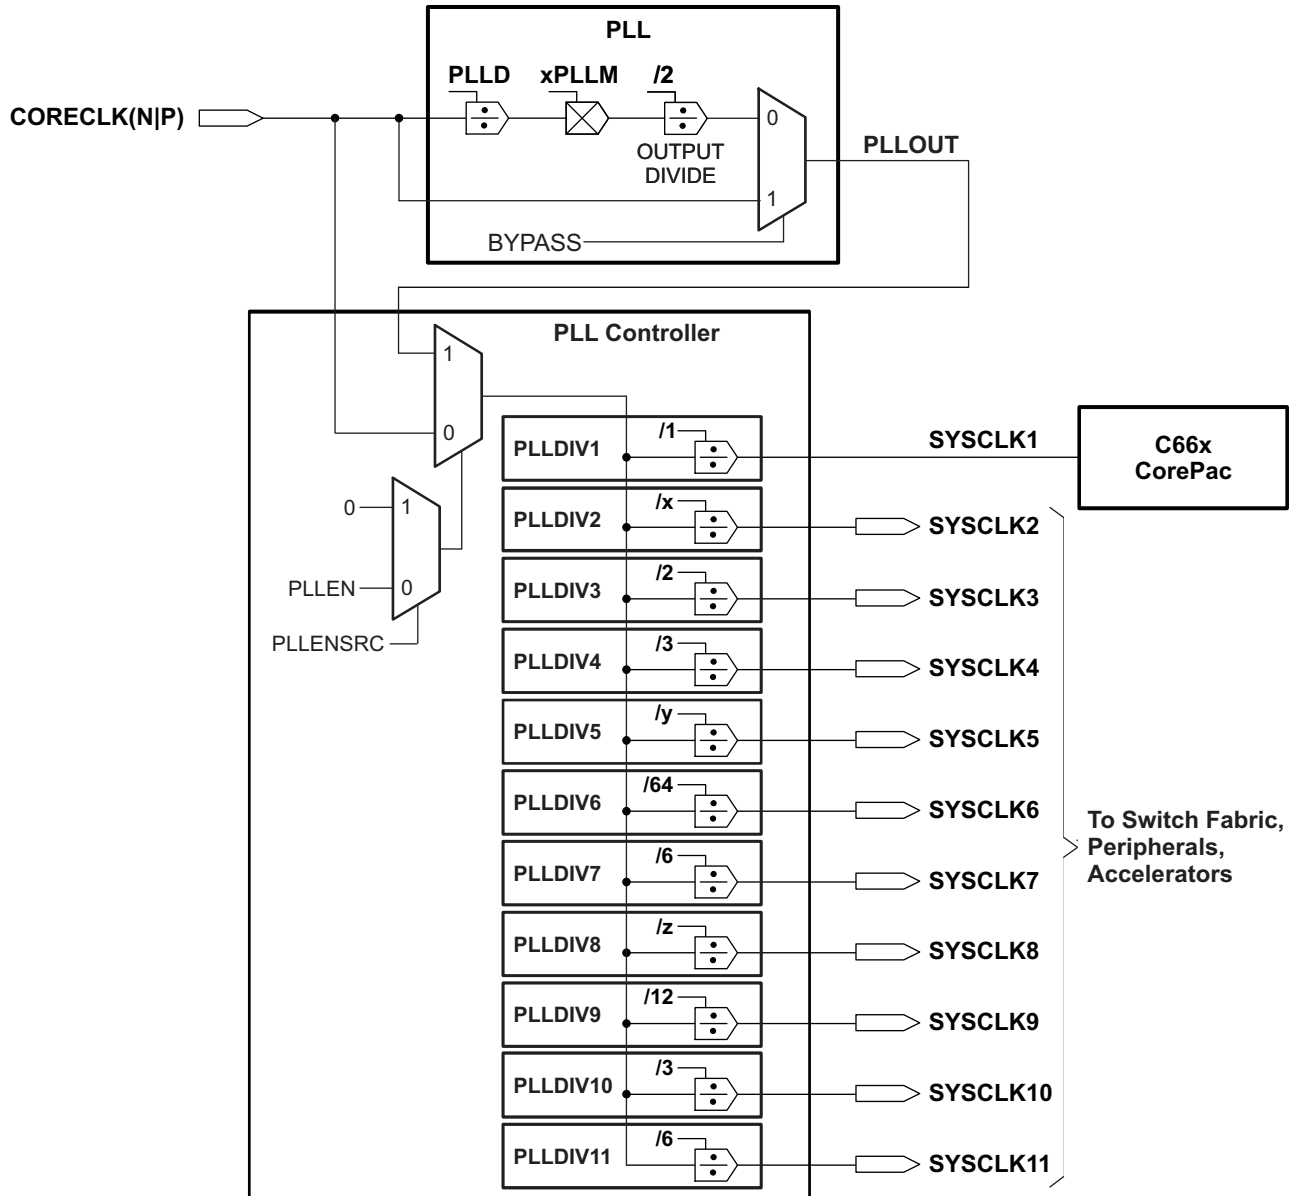 PLL
PLLD xPLLM /2
CORECLK(N|P)
0
OUTPUT
DIVIDE
PLLOUT
1
BYPASS
PLL Controller
1
0
0
1
PLLEN
0
PLLENSRC
PLLDIV1 /1 SYSCLK1
C66x
CorePac
PLLDIV2 /x SYSCLK2
PLLDIV3 /2 SYSCLK3
PLLDIV4 /3 SYSCLK4
PLLDIV5 /y SYSCLK5
PLLDIV6 /64 SYSCLK6
To Switch Fabric,
Peripherals,
Accelerators
PLLDIV7 /6 SYSCLK7
PLLDIV8 /z SYSCLK8
PLLDIV9 /12 SYSCLK9
PLLDIV10 /3 SYSCLK10
PLLDIV11 /6 SYSCLK11